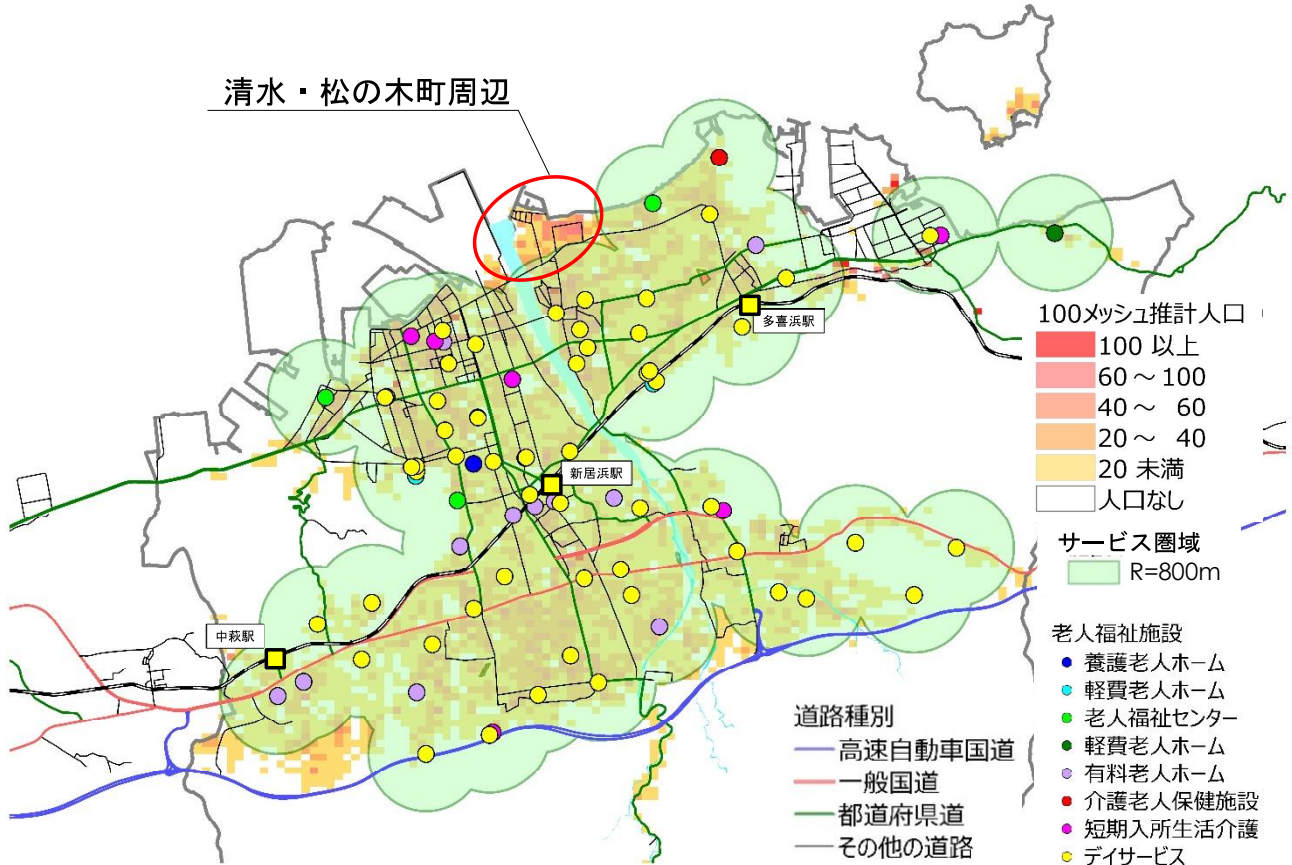 清水・松の木町周辺
多喜浜駅
新居浜駅
中萩駅
100メッシュ推計人口
100 以上
60～100
40～ 60
20～ 40
20 未満
人口なし
サービス圏域
R=800m
老人福祉施設
養護老人ホーム
軽費老人ホーム
老人福祉センター
軽費老人ホーム
有料老人ホーム
介護老人保健施設
短期入所生活介護
デイサービス
道路種別
高速自動車国道
一般国道
都道府県道
その他の道路